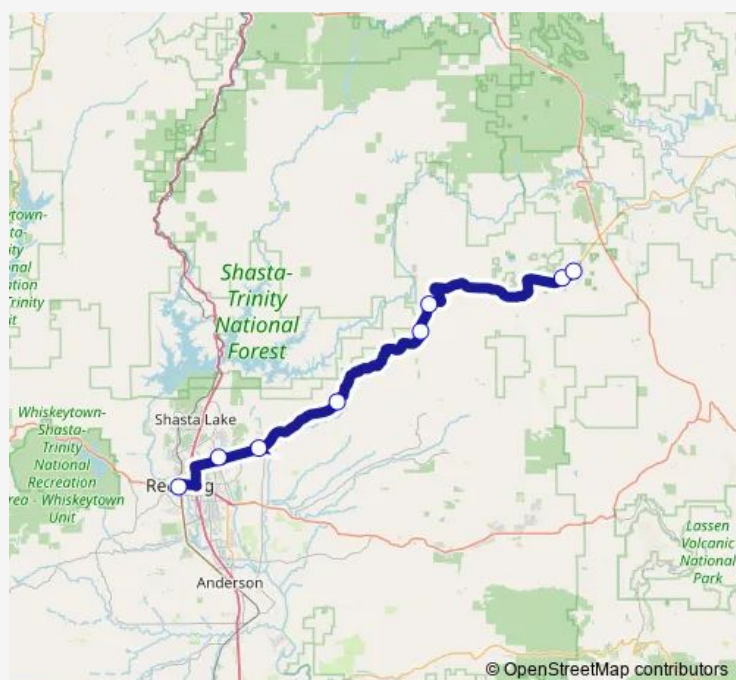 Shasta-
Trinity
National
Forest
Shasta Lake
Whiskeytown-
Shasta-
Trinity
National
Recreation
Area - Whiskeytown
Unit
Anderson
Lassen
Volcanic
National
Park
© OpenStreetMap contributors